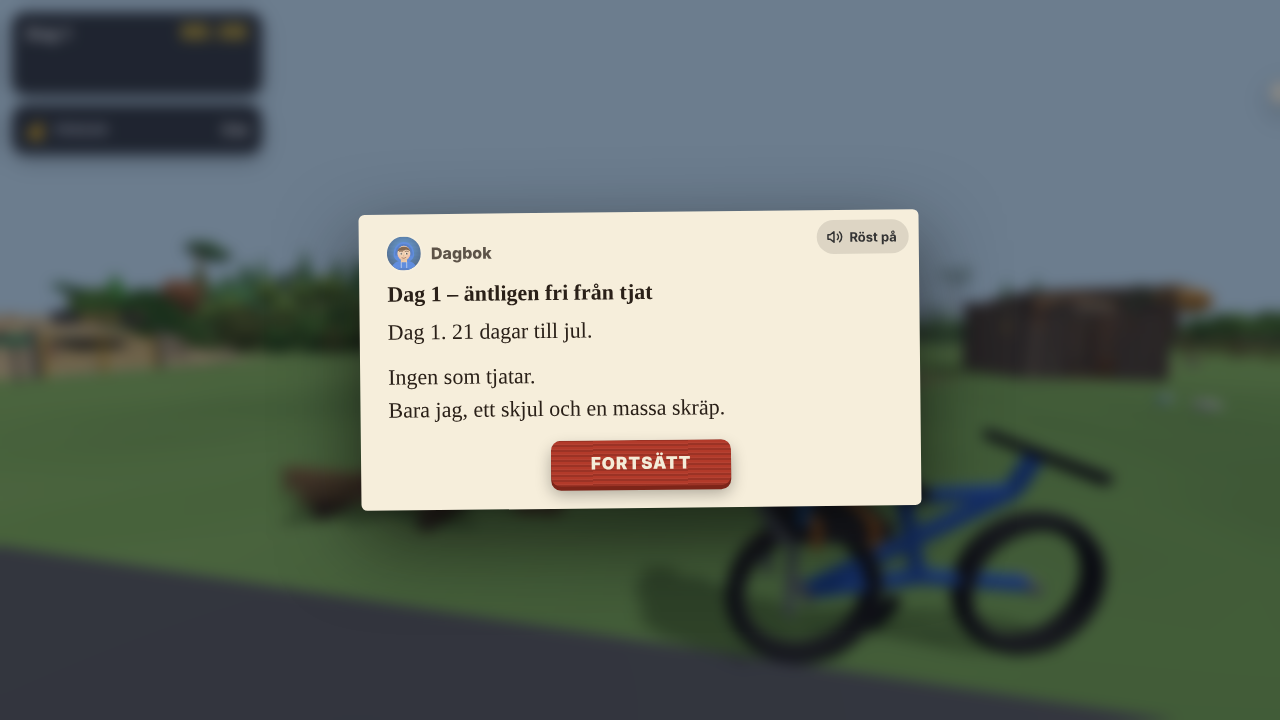 Röst på
Dagbok
Dag 1 – äntligen fri från tjat
Dag 1. 21 dagar till jul.
Ingen som tjatar.
Bara jag, ett skjul och en massa skräp.
FORTSÄTT